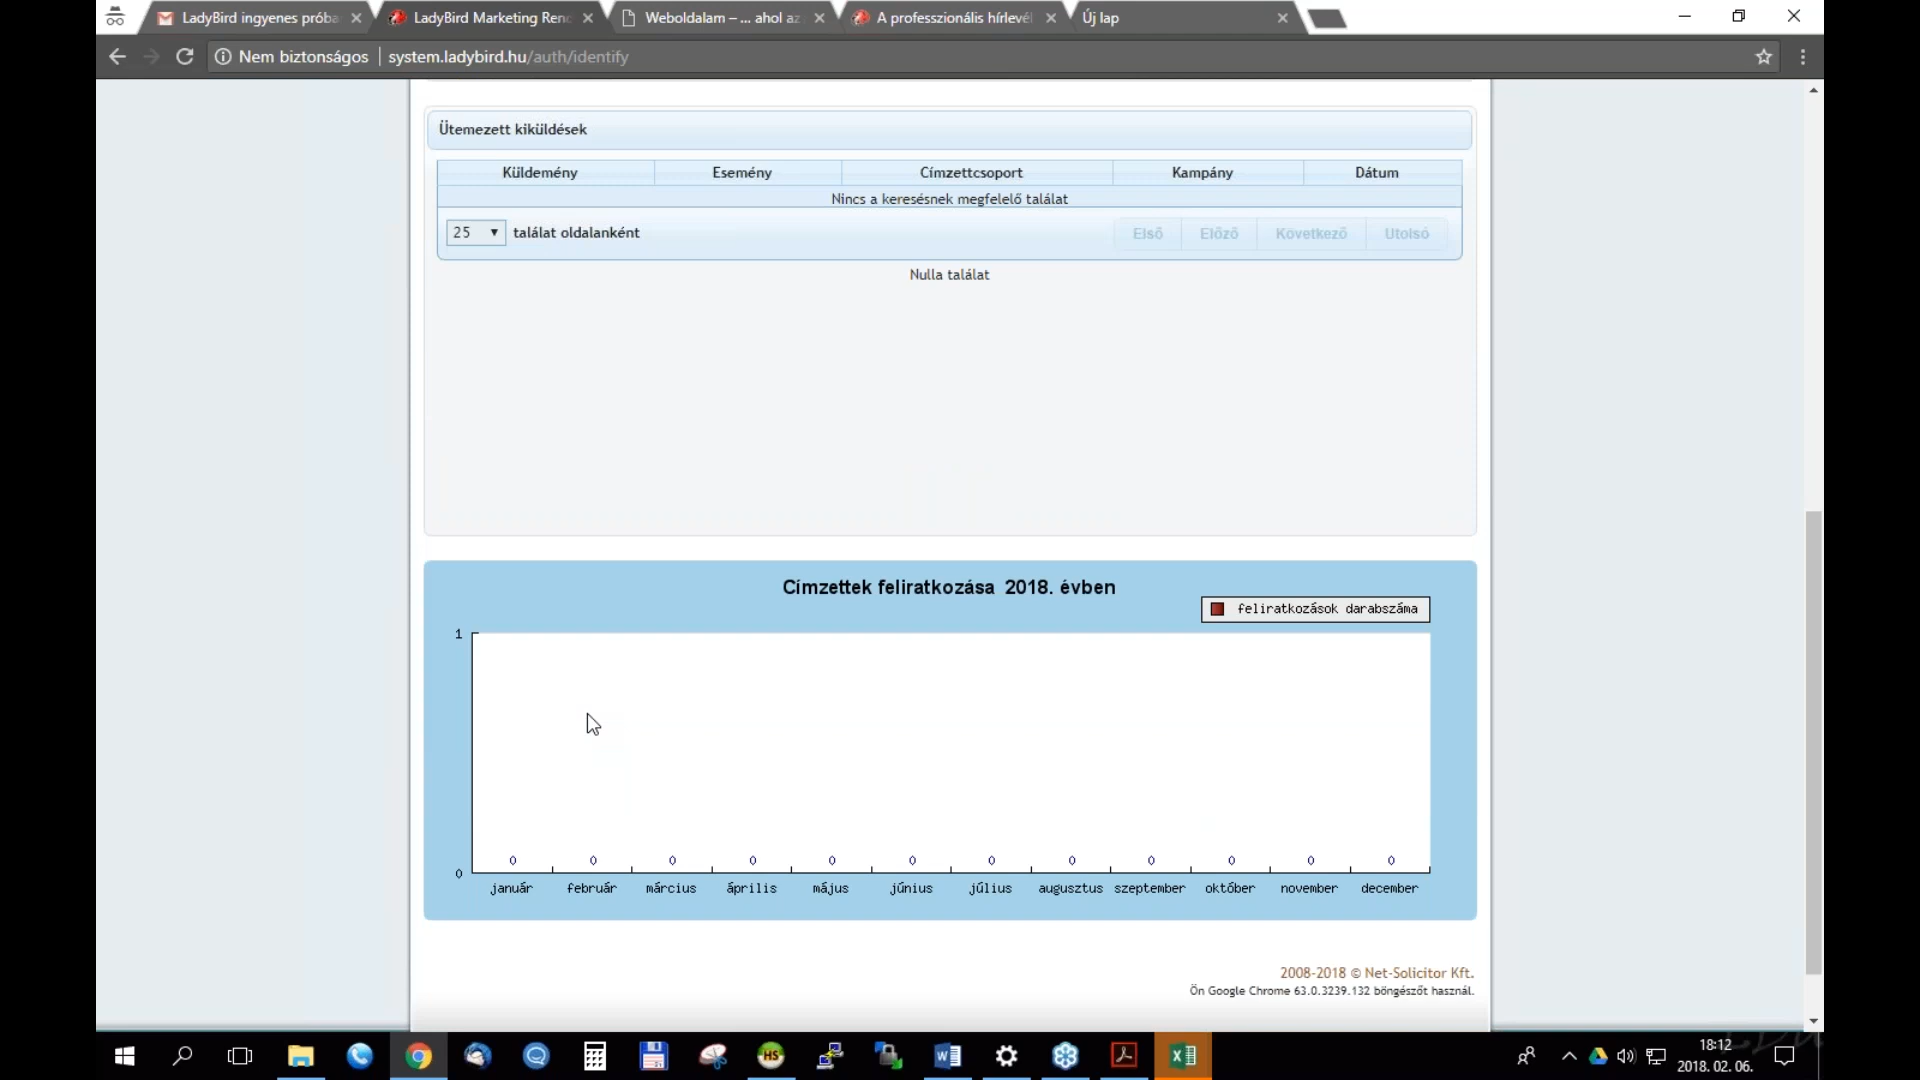 LadyBird ingyenes próba
LadyBird Marketing Ren
Weboldalam – ... ahol az
A professzionális hírlevél
Új lap
Nem biztonságos
system.ladybird.hu/auth/identify
Ütemezett kiküldések
Küldemény Esemény Címzettcsoport Kampány Dátum
Nincs a keresésnek megfelelő találat
25 találat oldalanként Első Előző Következő Utolsó
Nulla találat
Címzettek feliratkozása 2018. évben
feliratkozások darabszáma
1
0 0 0 0 0 0 0 0 0 0 0 0
0
január február március április május június július augusztus szeptember október november december
2008-2018 © Net-Solicitor Kft.
Ön Google Chrome 63.0.3239.132 böngészőt használ.
HS
18:12
2018. 02. 06.